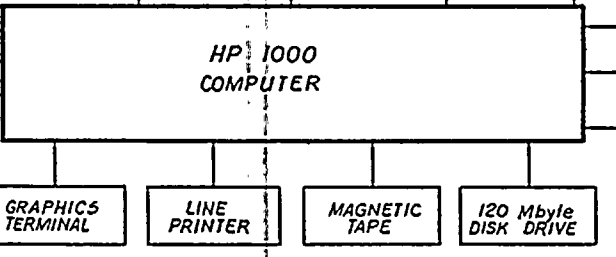 HP 1000
COMPUTER
GRAPHICS
TERMINAL
LINE
PRINTER
MAGNETIC
TAPE
120 Mbyte
DISK DRIVE